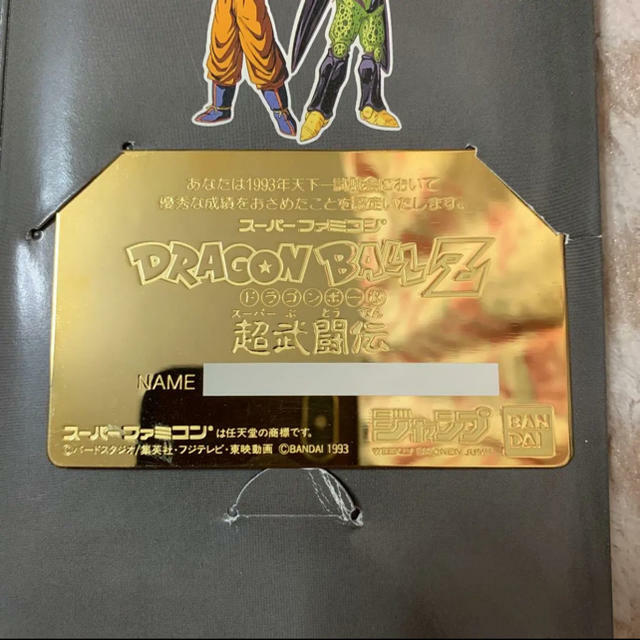 あなたは1993年天下一武道会において
優秀な成績をおさめたことを認定いたします。
スーパーファミコン®
DRAGON BALL Z
ドラゴンボール
スーパー ぶ とう でん
超武闘伝
NAME
ジャンプ
BAN
DAI
スーパーファミコン®は任天堂の商標です。
©バードスタジオ/集英社・フジテレビ・東映動画 ©BANDAI 1993